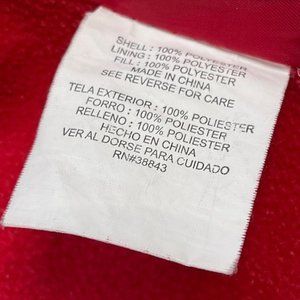 SHELL : 100% POLYESTER
LINING : 100% POLYESTER
FILL : 100% POLYESTER
MADE IN CHINA
SEE REVERSE FOR CARE
TELA EXTERIOR : 100% POLIESTER
FORRO : 100% POLIESTER
RELLENO : 100% POLIESTER
HECHO EN CHINA
VER AL DORSE PARA CUIDADO
RN#38843